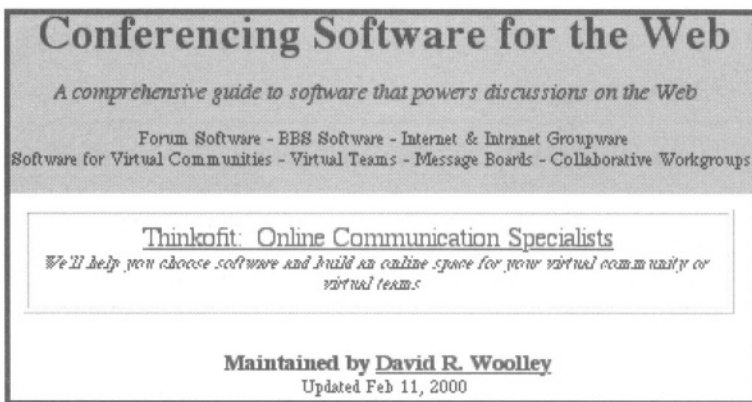 Conferencing Software for the Web
A comprehensive guide to software that powers discussions on the Web
Forum Software - BBS Software - Internet & Intranet Groupware
Software for Virtual Communities - Virtual Teams - Message Boards - Collaborative Workgroups
Thinkofit: Online Communication Specialists
We'll help you choose software and build an online space for your virtual community or
virtual teams
Maintained by David R. Woolley
Updated Feb 11, 2000